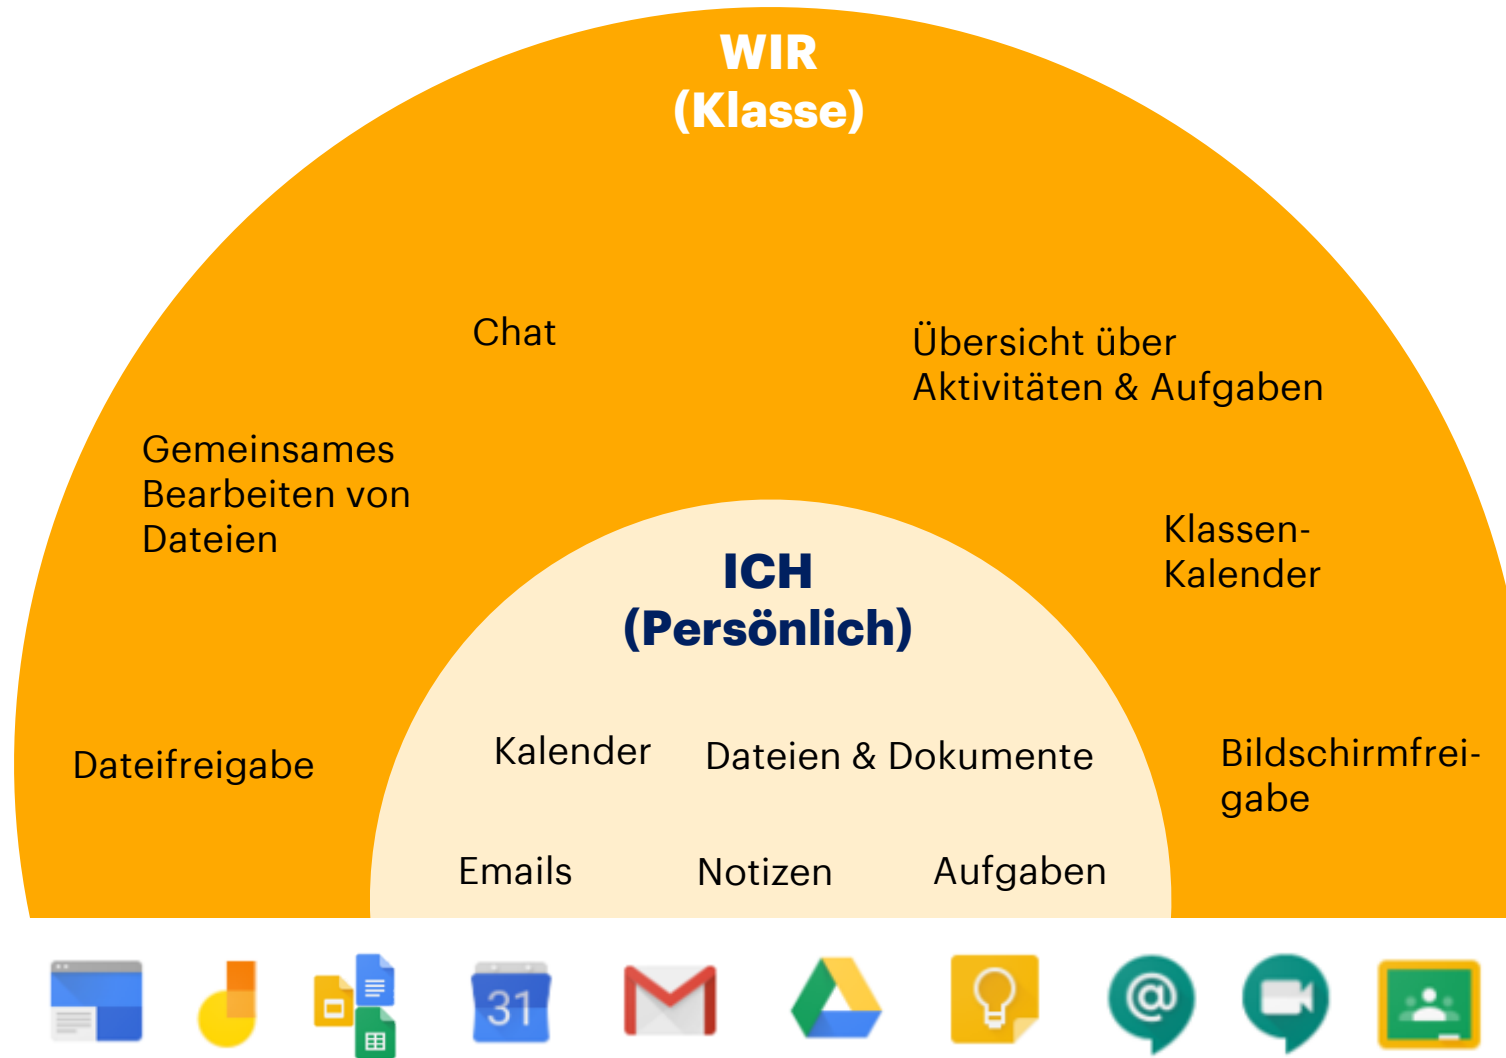 WIR
(Klasse)
Chat
Übersicht über
Aktivitäten & Aufgaben
Gemeinsames
Bearbeiten von
Dateien
Klassen-
Kalender
ICH
(Persönlich)
Dateifreigabe
Kalender
Dateien & Dokumente
Bildschirmfrei-
gabe
Emails
Notizen
Aufgaben
31
@